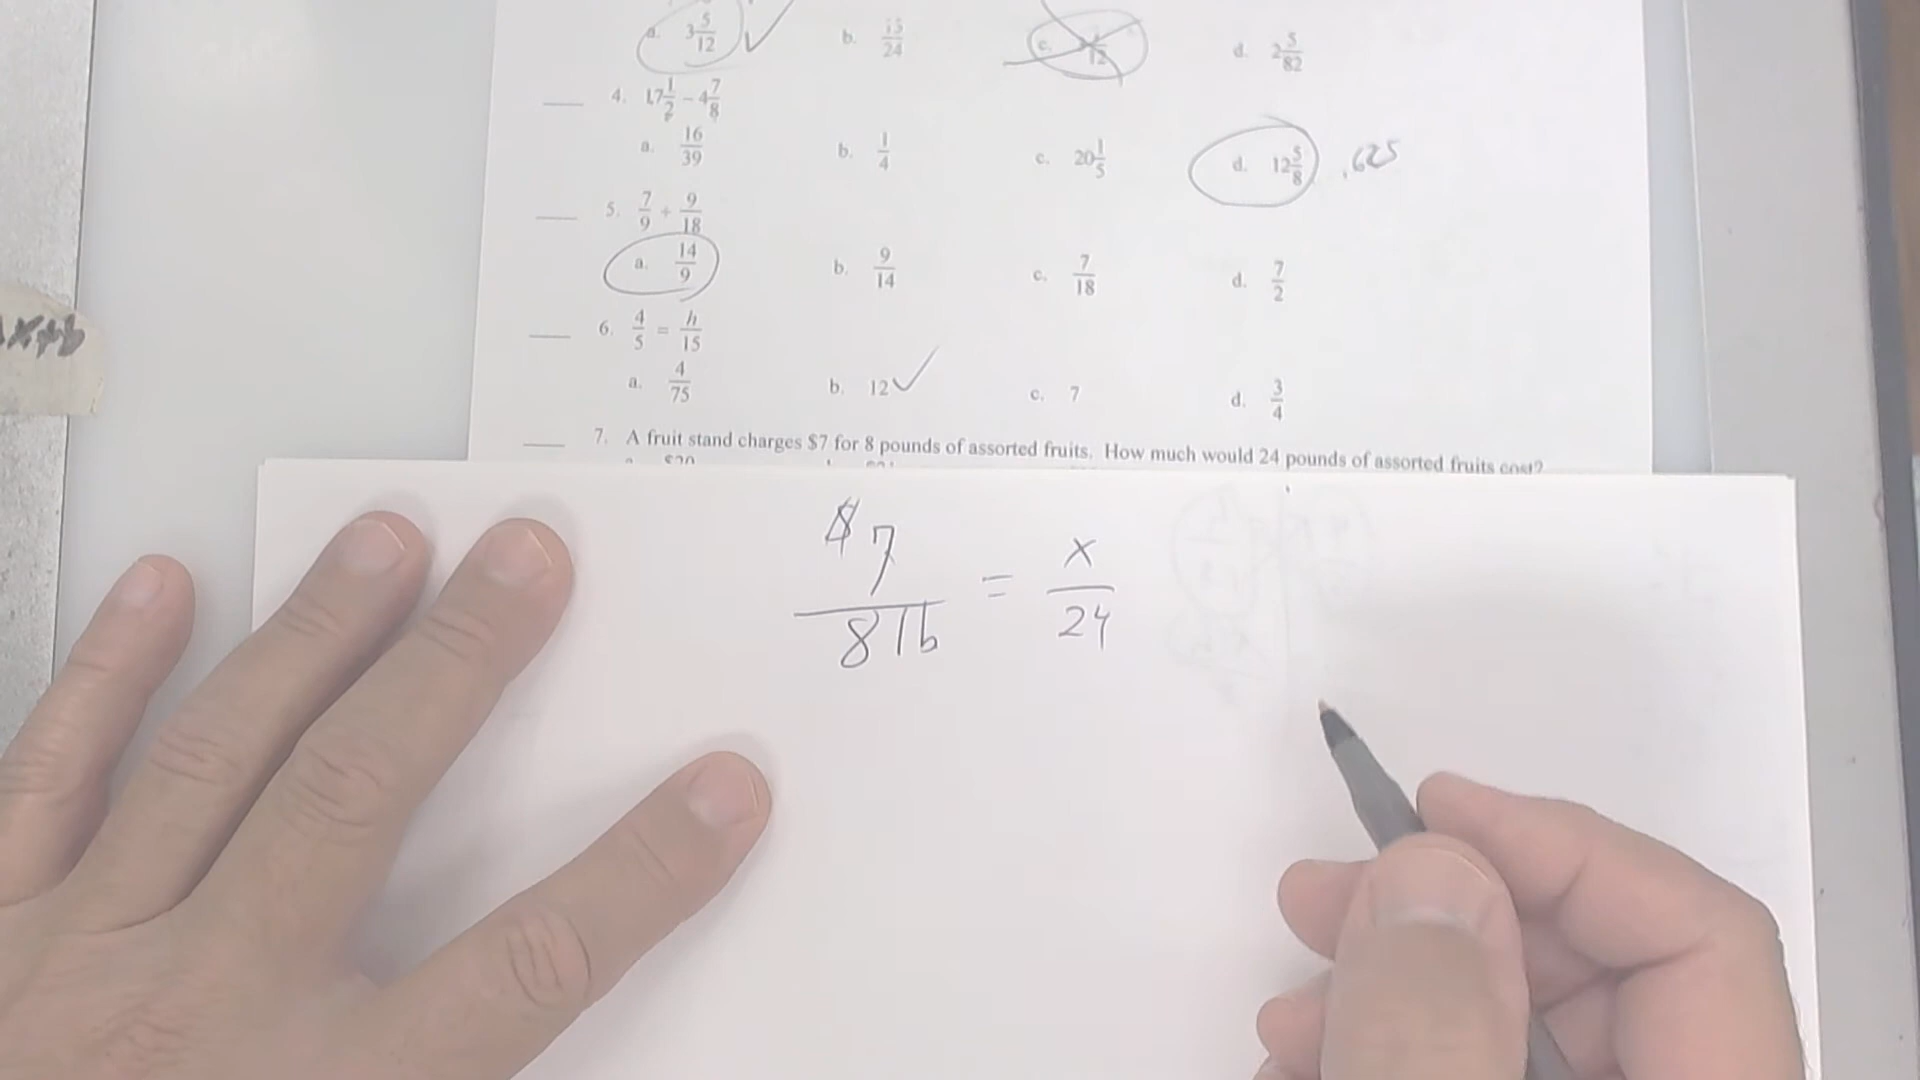 a. 3 5/12 ✓ b. 15/24 c. d. 2 5/82
4. 17 1/2 - 4 7/8
a. 16/39 b. 1/4 c. 20 1/5 d. 12 5/8 .625
5. 7/9 ÷ 9/18
a. 14/9 b. 9/14 c. 7/18 d. 7/2
6. 4/5 = h/15
a. 4/75 b. 12 ✓ c. 7 d. 3/4
7. A fruit stand charges $7 for 8 pounds of assorted fruits. How much would 24 pounds of assorted fruits cost?
$7/8 lb = x/24
x+b